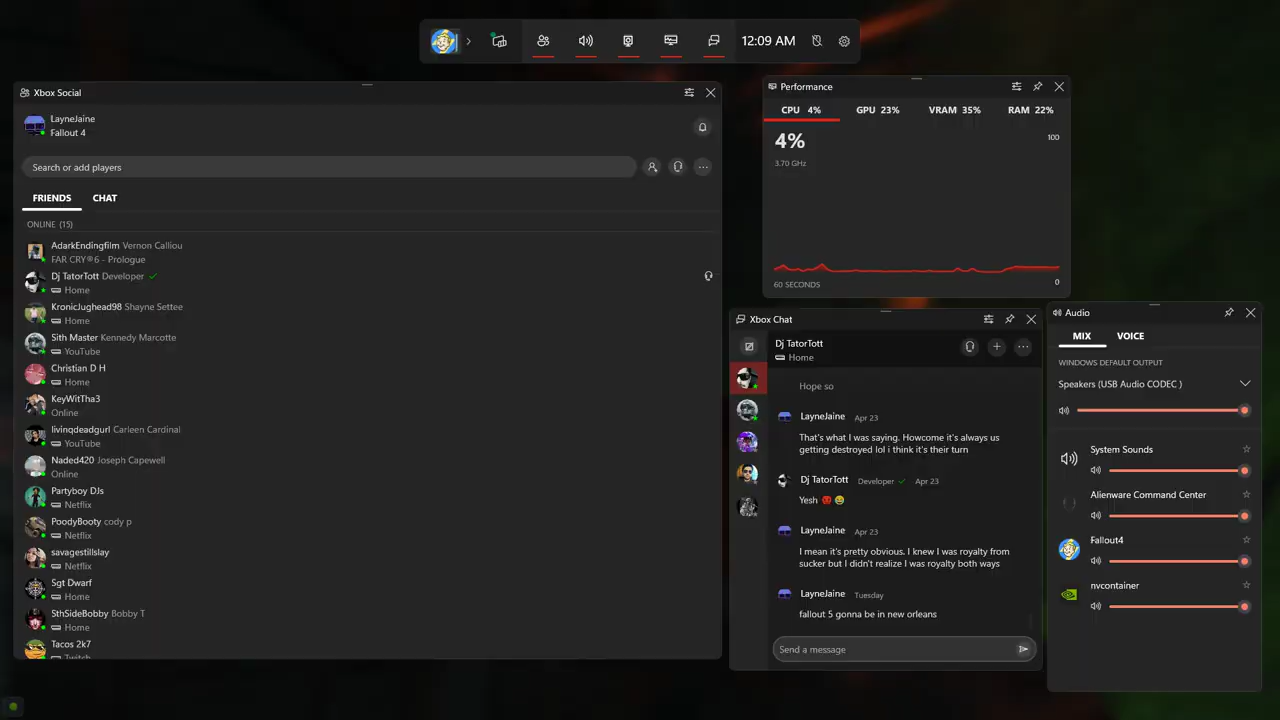 12:09 AM
Xbox Social
LayneJaine
Fallout 4
Search or add players
FRIENDS CHAT
ONLINE (15)
AdarkEndingfilm Vernon Calliou
FAR CRY®6 - Prologue
Dj TatorTott Developer
Home
KronicJughead98 Shayne Settee
Home
Sith Master Kennedy Marcotte
YouTube
Christian D H
Home
KeyWitTha3
Online
livingdeadgurl Carleen Cardinal
YouTube
Naded420 Joseph Capewell
Online
Partyboy DJs
Netflix
PoodyBooty cody p
Netflix
savagestillslay
Netflix
Sgt Dwarf
Home
SthSideBobby Bobby T
Home
Tacos 2k7
Twitch
Performance
CPU 4% GPU 23% VRAM 35% RAM 22%
4%
100
3.70 GHz
60 SECONDS
0
Xbox Chat
Dj TatorTott
Home
Hope so
LayneJaine Apr 23
That's what I was saying. Howcome it's always us
getting destroyed lol i think it's their turn
Dj TatorTott Developer Apr 23
Yesh
LayneJaine Apr 23
I mean it's pretty obvious. I knew I was royalty from
sucker but I didn't realize I was royalty both ways
LayneJaine Tuesday
fallout 5 gonna be in new orleans
Send a message
Audio
MIX VOICE
WINDOWS DEFAULT OUTPUT
Speakers (USB Audio CODEC )
System Sounds
Alienware Command Center
Fallout4
nvcontainer